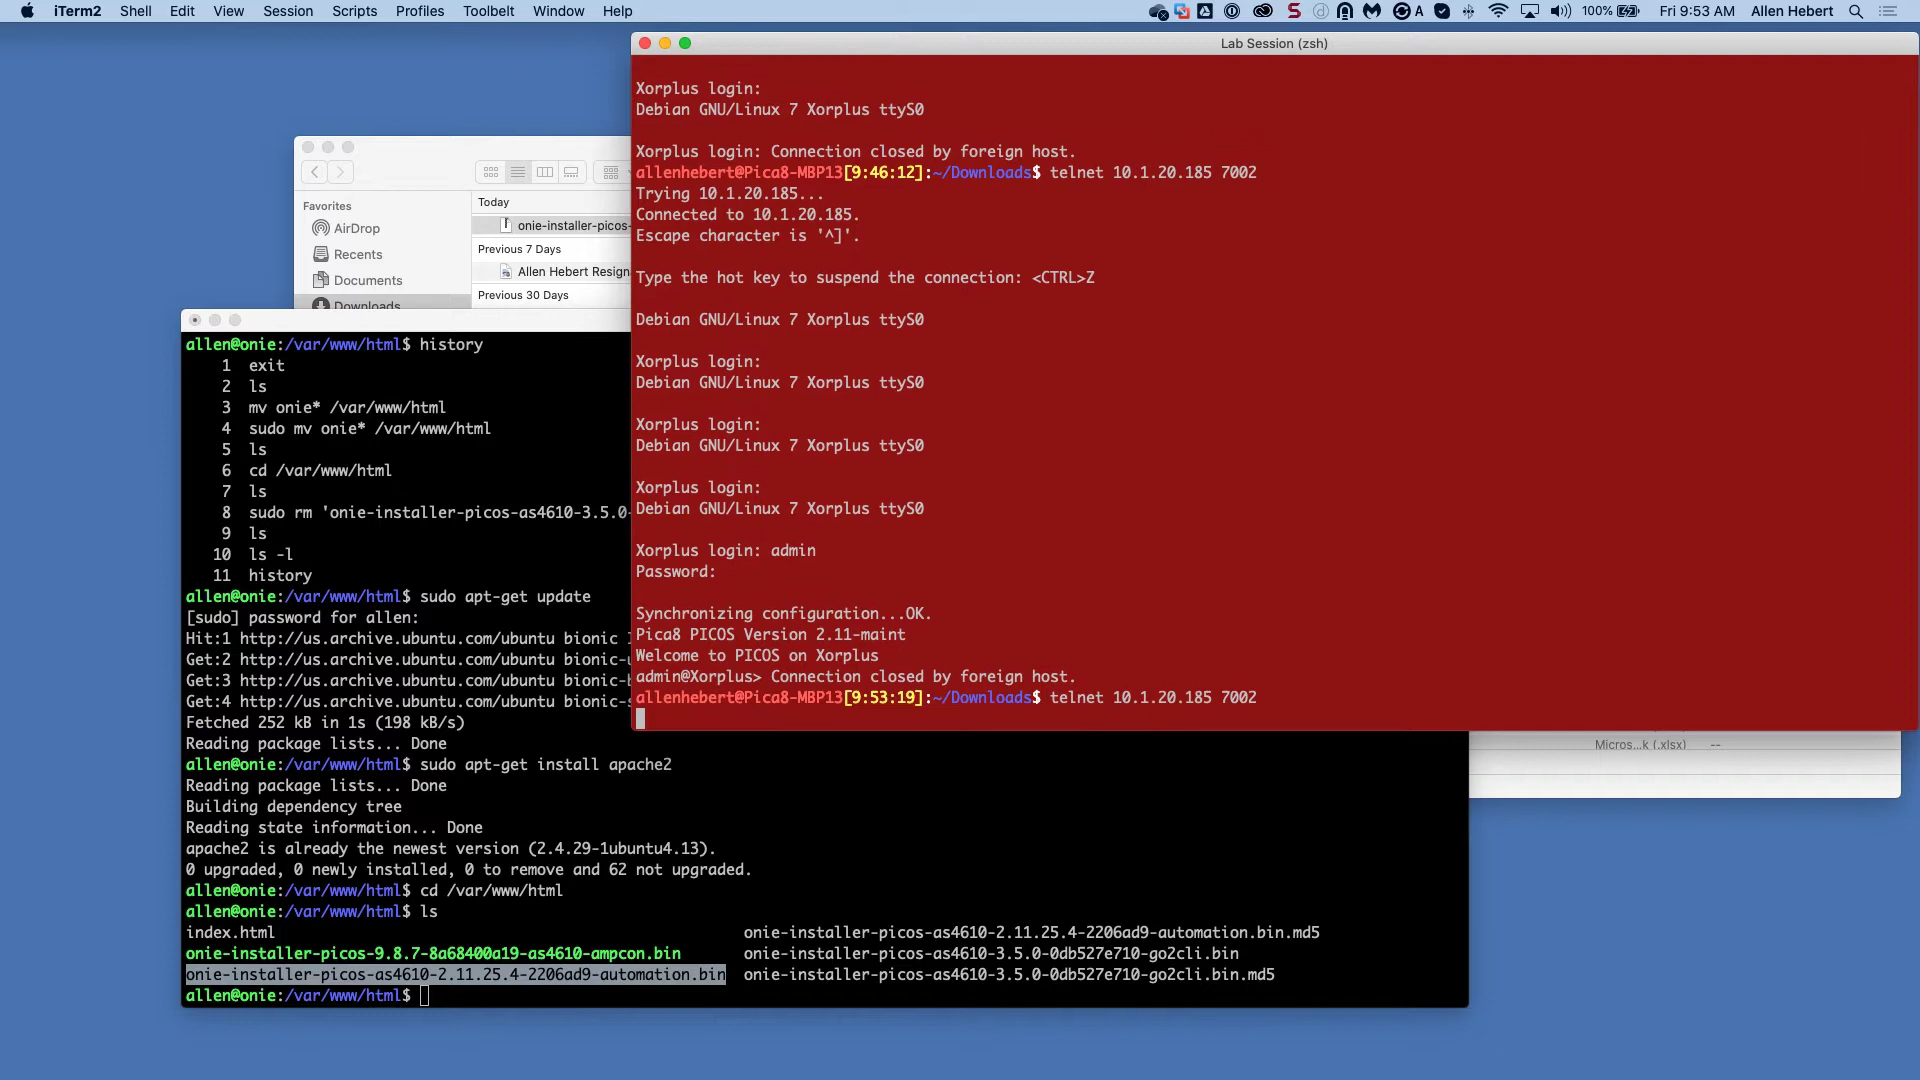 iTerm2 Shell Edit View Session Scripts Profiles Toolbelt Window Help
A 100% Fri 9:53 AM Allen Hebert
Lab Session (zsh)
Xorplus login:
Debian GNU/Linux 7 Xorplus ttyS0
Xorplus login: Connection closed by foreign host.
allenhebert@Pica8-MBP13[9:46:12]:~/Downloads$ telnet 10.1.20.185 7002
Trying 10.1.20.185...
Connected to 10.1.20.185.
Escape character is '^]'.
Type the hot key to suspend the connection: <CTRL>Z
Debian GNU/Linux 7 Xorplus ttyS0
Xorplus login:
Debian GNU/Linux 7 Xorplus ttyS0
Xorplus login:
Debian GNU/Linux 7 Xorplus ttyS0
Xorplus login:
Debian GNU/Linux 7 Xorplus ttyS0
Xorplus login: admin
Password:
Synchronizing configuration...OK.
Pica8 PICOS Version 2.11-maint
Welcome to PICOS on Xorplus
admin@Xorplus> Connection closed by foreign host.
allenhebert@Pica8-MBP13[9:53:19]:~/Downloads$ telnet 10.1.20.185 7002
Favorites
AirDrop
Recents
Documents
Downloads
Today
onie-installer-picos-
Previous 7 Days
Allen Hebert Resign
Previous 30 Days
Micros...k (.xlsx) --
allen@onie:/var/www/html$ history
1 exit
2 ls
3 mv onie* /var/www/html
4 sudo mv onie* /var/www/html
5 ls
6 cd /var/www/html
7 ls
8 sudo rm 'onie-installer-picos-as4610-3.5.0-
9 ls
10 ls -l
11 history
allen@onie:/var/www/html$ sudo apt-get update
[sudo] password for allen:
Hit:1 http://us.archive.ubuntu.com/ubuntu bionic
Get:2 http://us.archive.ubuntu.com/ubuntu bionic-
Get:3 http://us.archive.ubuntu.com/ubuntu bionic-
Get:4 http://us.archive.ubuntu.com/ubuntu bionic-
Fetched 252 kB in 1s (198 kB/s)
Reading package lists... Done
allen@onie:/var/www/html$ sudo apt-get install apache2
Reading package lists... Done
Building dependency tree
Reading state information... Done
apache2 is already the newest version (2.4.29-1ubuntu4.13).
0 upgraded, 0 newly installed, 0 to remove and 62 not upgraded.
allen@onie:/var/www/html$ cd /var/www/html
allen@onie:/var/www/html$ ls
index.html onie-installer-picos-as4610-2.11.25.4-2206ad9-automation.bin.md5
onie-installer-picos-9.8.7-8a68400a19-as4610-ampcon.bin onie-installer-picos-as4610-3.5.0-0db527e710-go2cli.bin
onie-installer-picos-as4610-2.11.25.4-2206ad9-automation.bin onie-installer-picos-as4610-3.5.0-0db527e710-go2cli.bin.md5
allen@onie:/var/www/html$